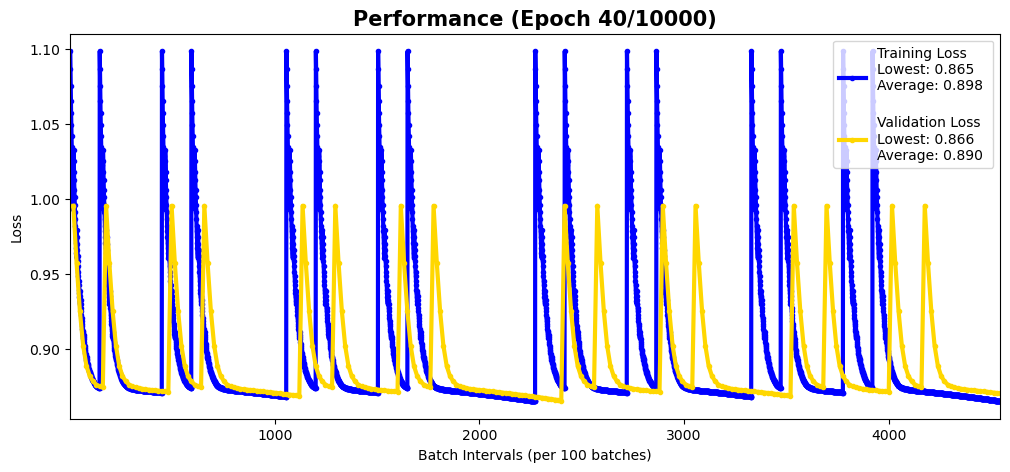 Performance (Epoch 40/10000)
1.10
1.05
1.00
0.95
0.90
Loss
Training Loss
Lowest: 0.865
Average: 0.898
Validation Loss
Lowest: 0.866
Average: 0.890
1000
2000
3000
4000
Batch Intervals (per 100 batches)